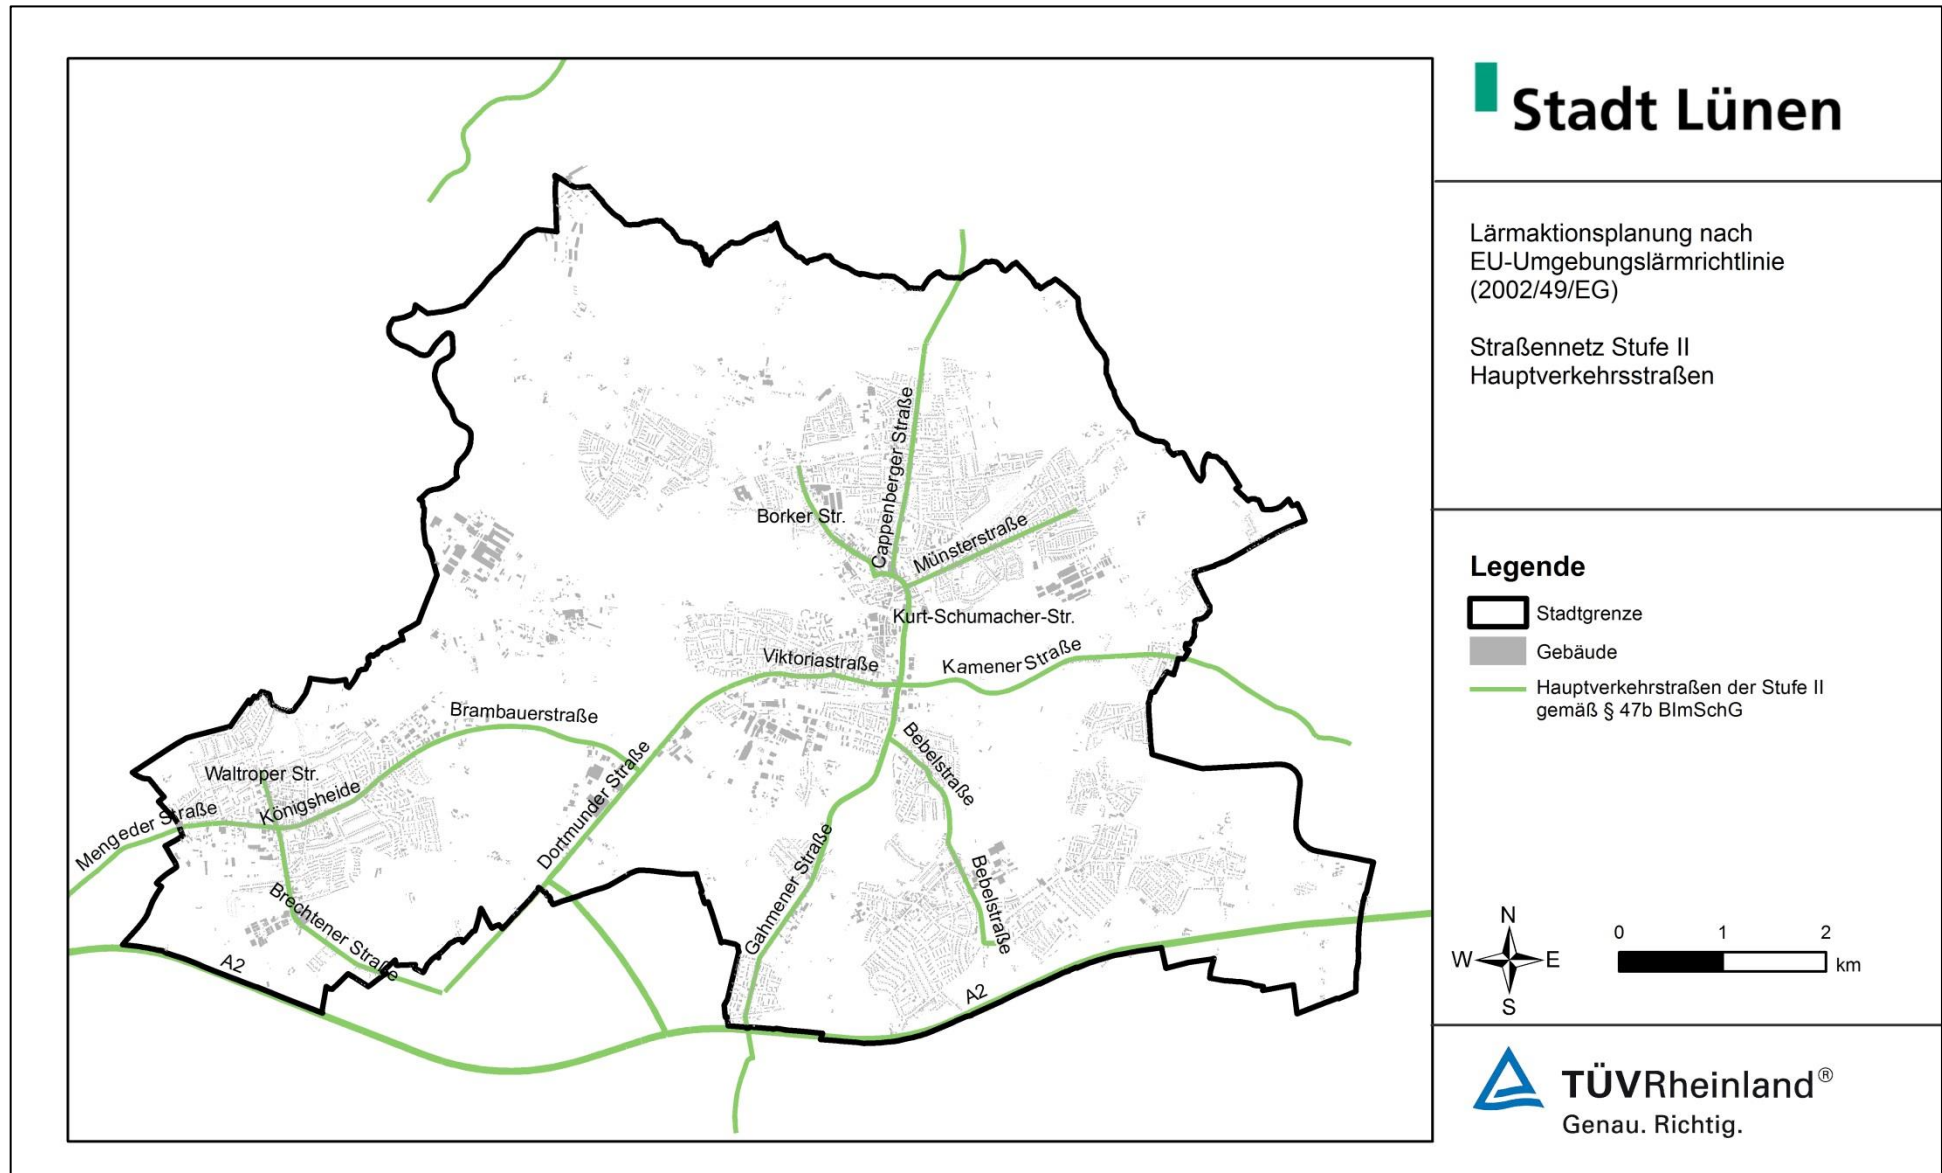 Stadt Lünen
Lärmaktionsplanung nach
EU-Umgebungslärmrichtlinie
(2002/49/EG)
Straßennetz Stufe II
Hauptverkehrsstraßen
Legende
Stadtgrenze
Gebäude
Hauptverkehrstraßen der Stufe II
gemäß § 47b BImSchG
N
W
E
S
0 1 2
km
TÜVRheinland®
Genau. Richtig.
Cappenberger Straße
Borker Str.
Münsterstraße
Kurt-Schumacher-Str.
Viktoriastraße
Kamener Straße
Brambauerstraße
Bebelstraße
Waltroper Str.
Königsheide
Dortmunder Straße
Mengeder Straße
Gahmener Straße
Bebelstraße
Brechtener Straße
A2
A2